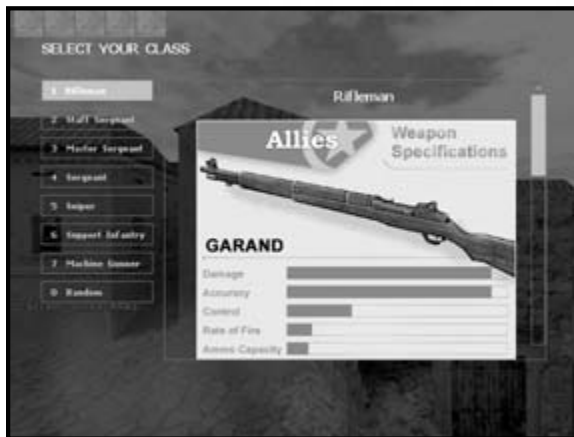 SELECT YOUR CLASS
1 Rifleman
2 Staff Sergeant
3 Master Sergeant
4 Sergeant
5 Sniper
6 Support Infantry
7 Machine Gunner
0 Random
Rifleman
Allies
Weapon
Specifications
GARAND
Damage
Accuracy
Control
Rate of Fire
Ammo Capacity